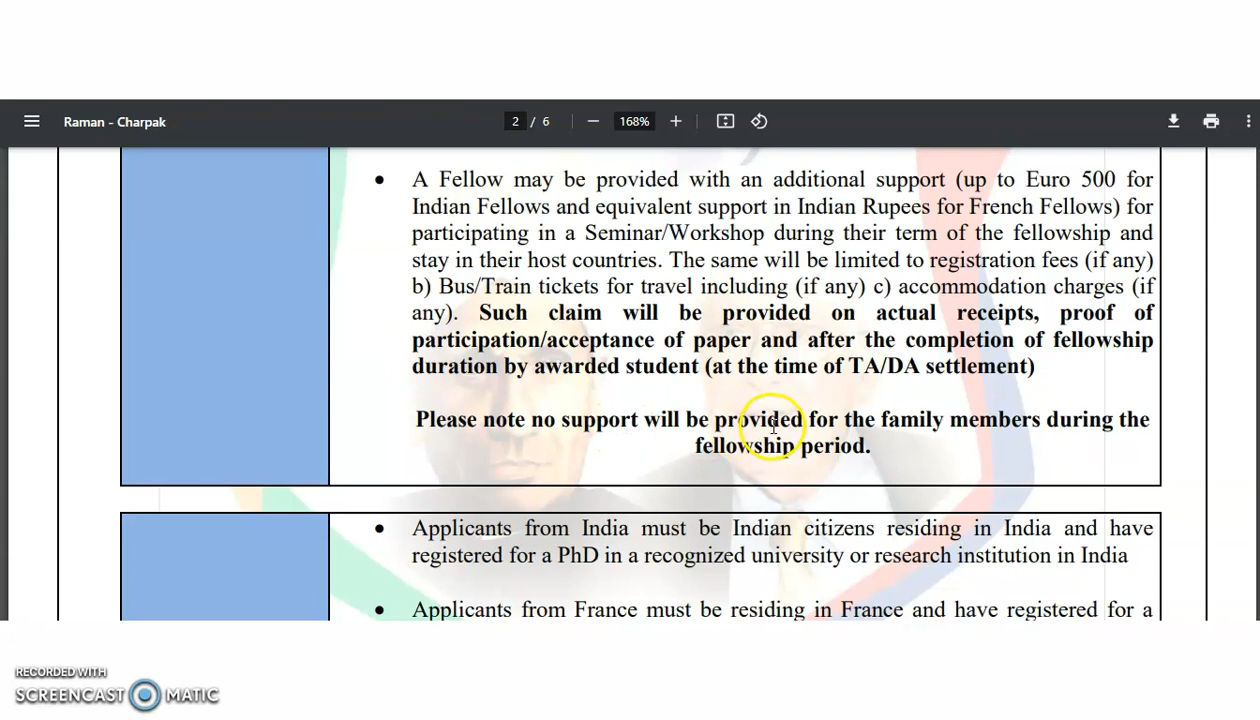 Raman - Charpak
2 / 6
168%
• A Fellow may be provided with an additional support (up to Euro 500 for
Indian Fellows and equivalent support in Indian Rupees for French Fellows) for
participating in a Seminar/Workshop during their term of the fellowship and
stay in their host countries. The same will be limited to registration fees (if any)
b) Bus/Train tickets for travel including (if any) c) accommodation charges (if
any). Such claim will be provided on actual receipts, proof of
participation/acceptance of paper and after the completion of fellowship
duration by awarded student (at the time of TA/DA settlement)
Please note no support will be provided for the family members during the
fellowship period.
• Applicants from India must be Indian citizens residing in India and have
registered for a PhD in a recognized university or research institution in India
• Applicants from France must be residing in France and have registered for a
RECORDED WITH
SCREENCAST MATIC